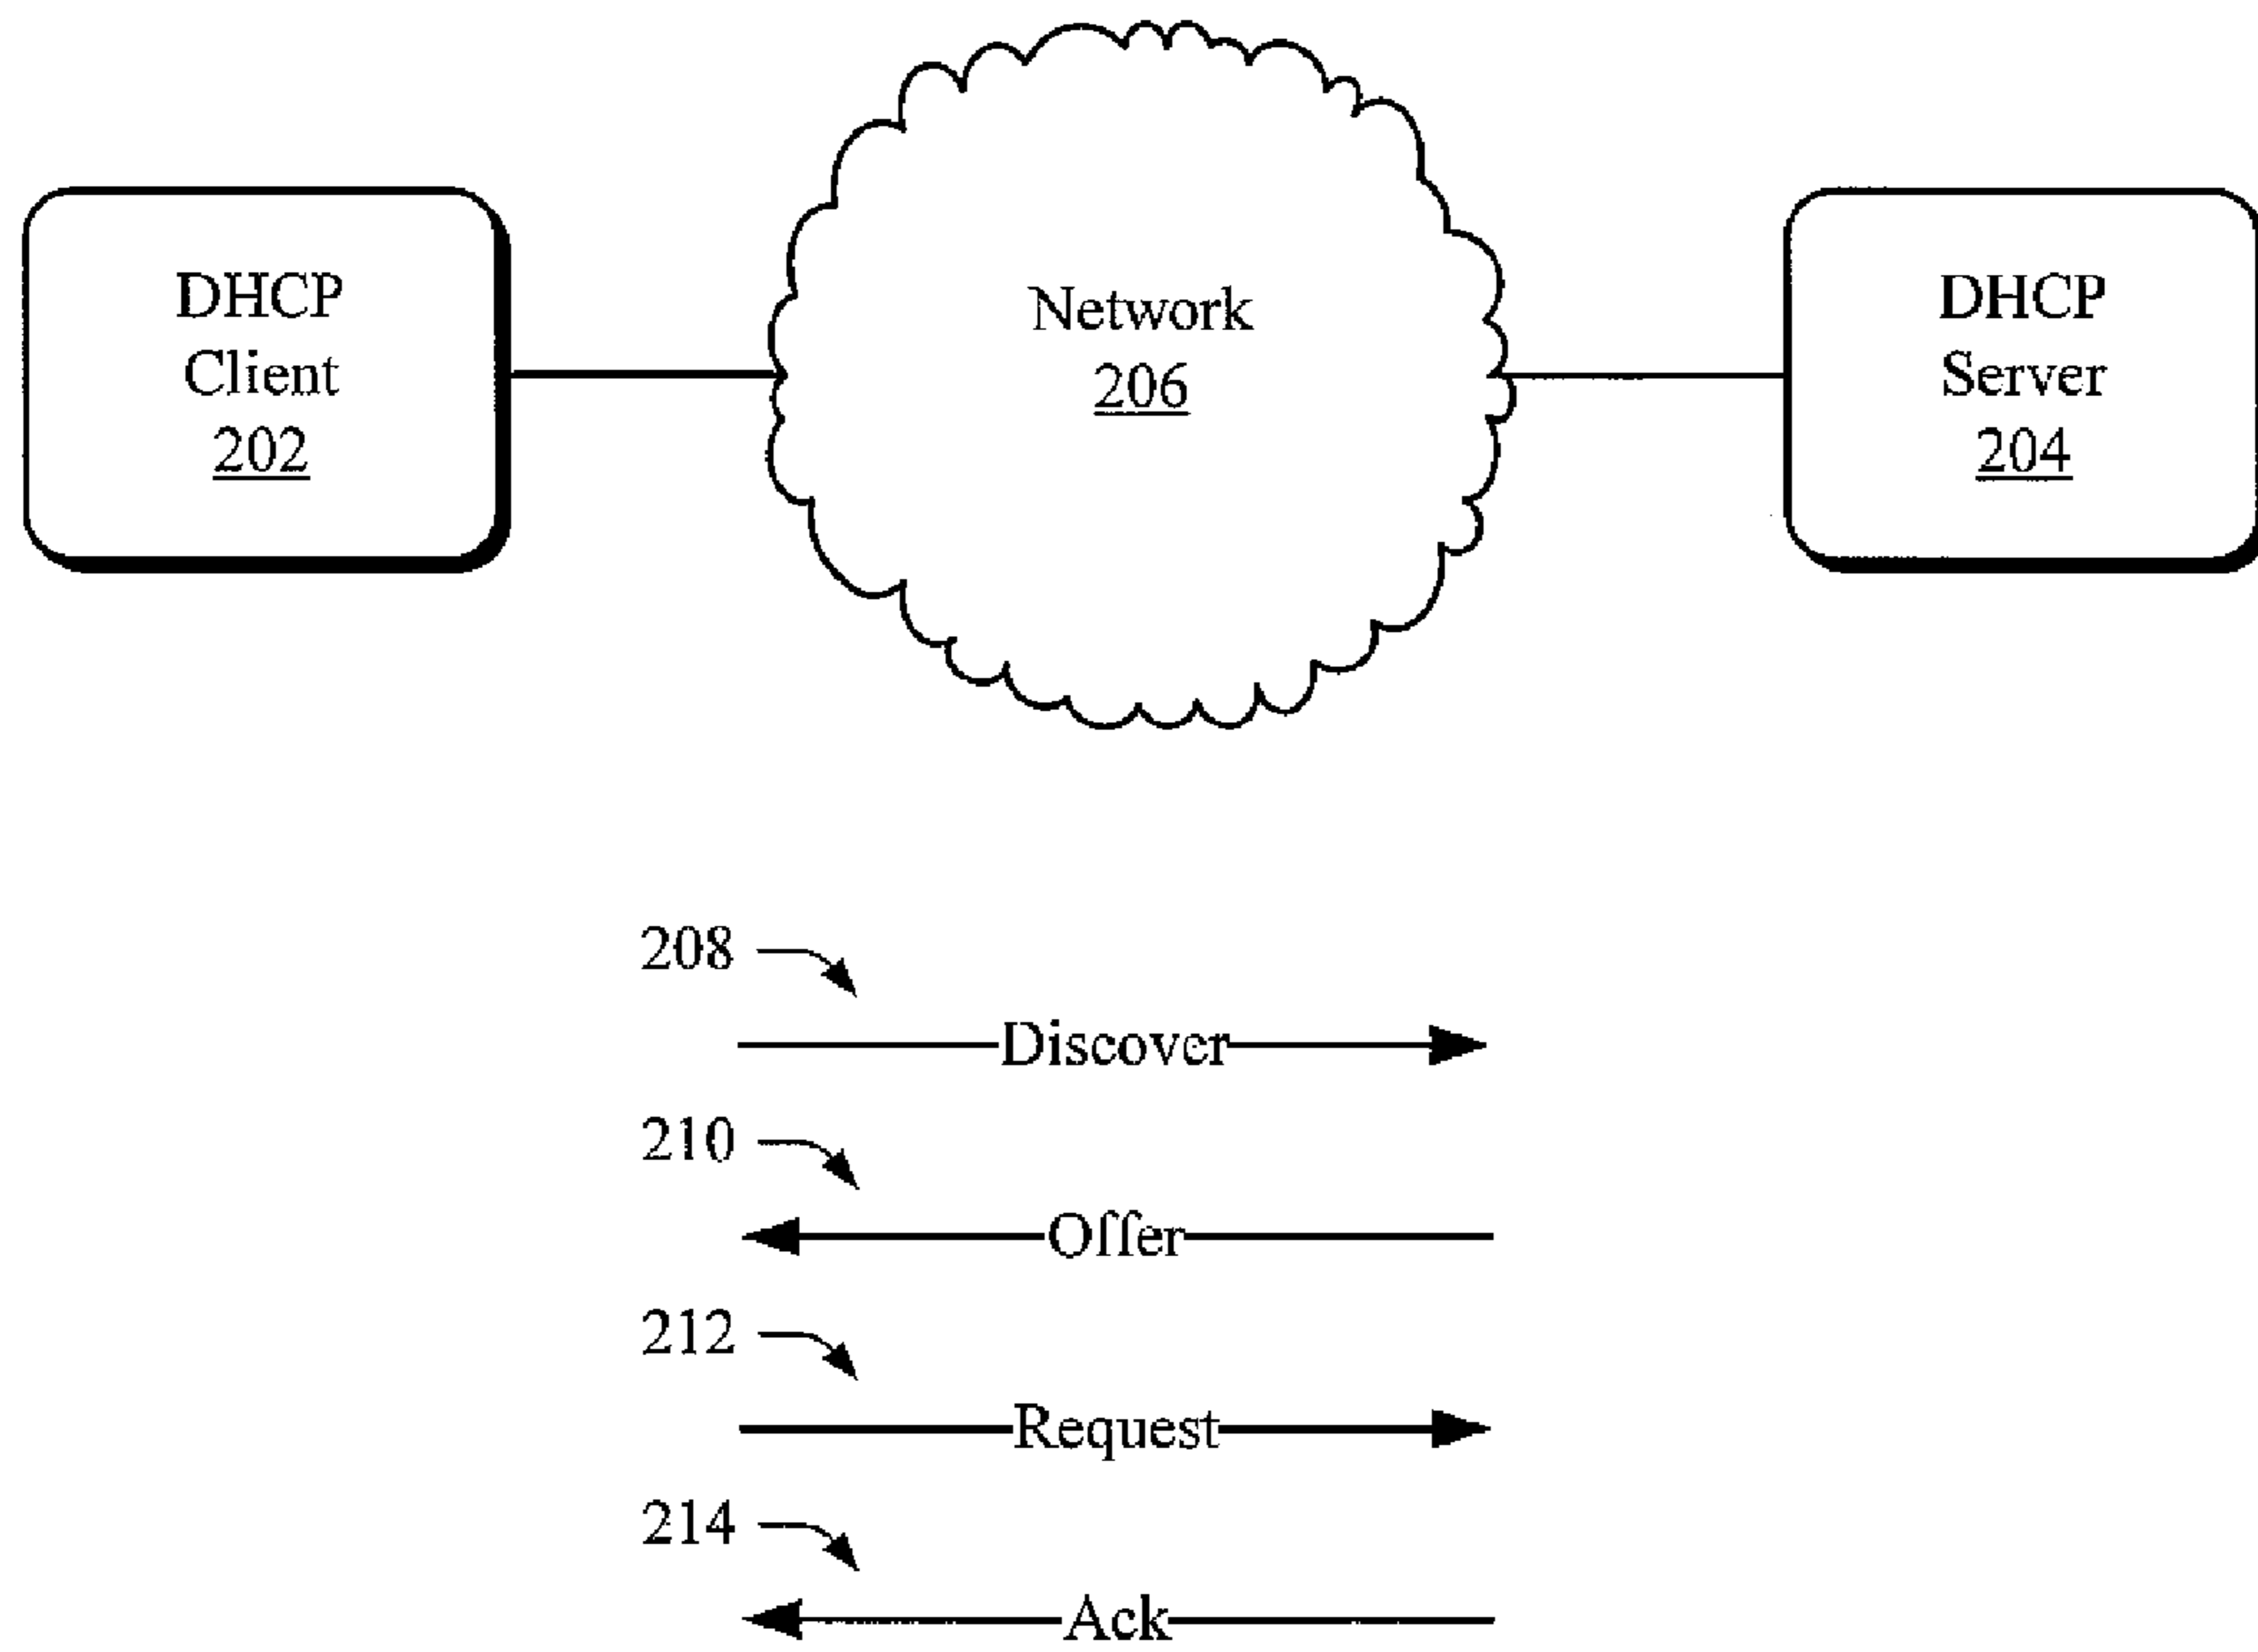 DHCP
Client
202
Network
206
DHCP
Server
204
208
Discover
210
Offer
212
Request
214
Ack